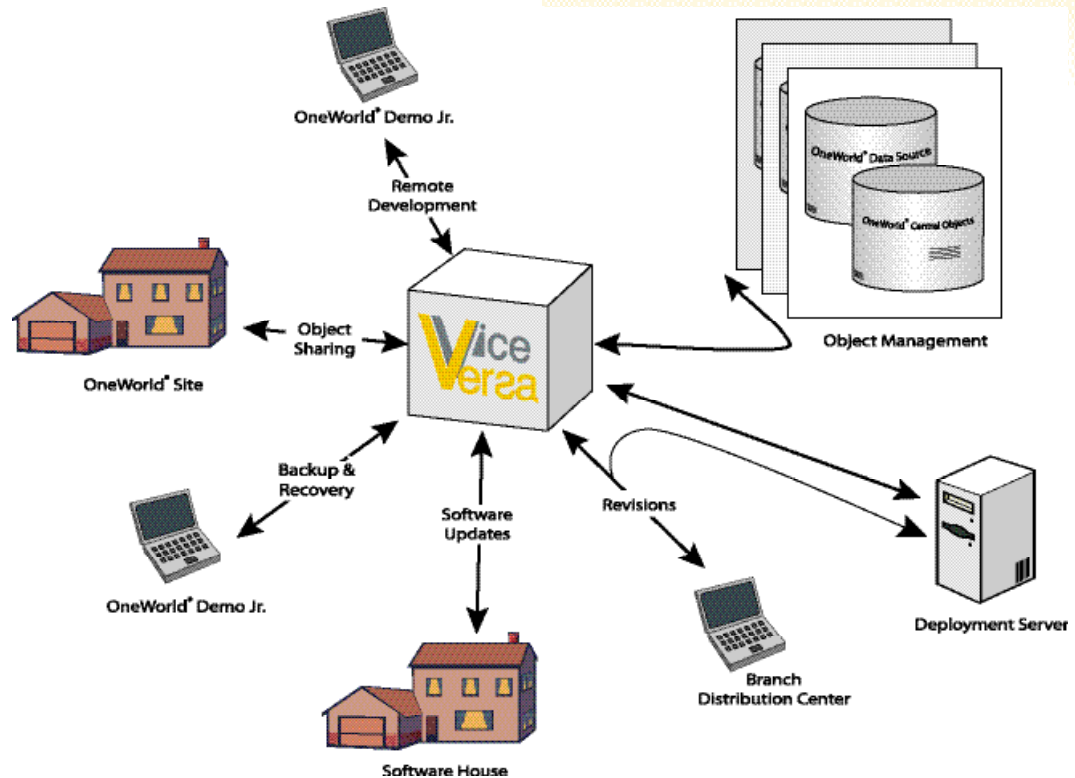 OneWorld® Demo Jr.
Remote
Development
OneWorld® Data Source
OneWorld® Central Objects
Object Management
Object
Sharing
OneWorld® Site
Vice
Versa
Backup &
Recovery
OneWorld® Demo Jr.
Software
Updates
Revisions
Deployment Server
Branch
Distribution Center
Software House